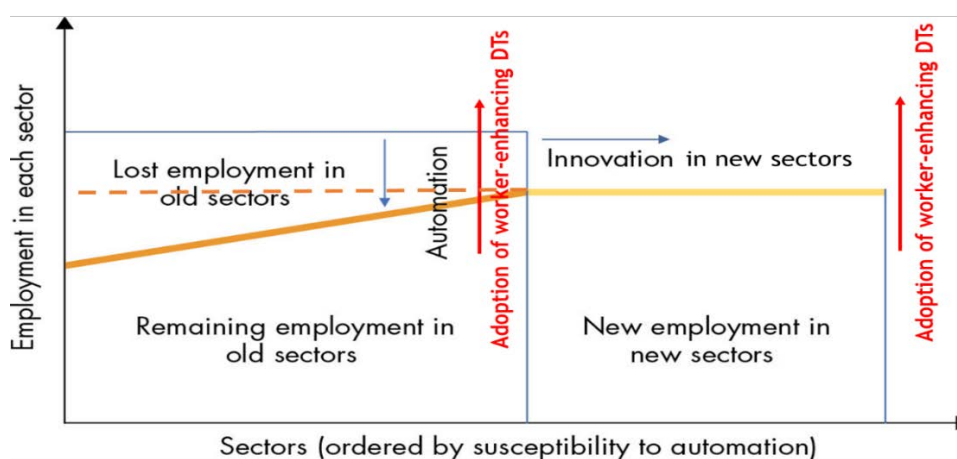 Employment in each sector
Lost employment in
old sectors
Automation
Adoption of worker-enhancing DTs
Innovation in new sectors
Adoption of worker-enhancing DTs
Remaining employment in
old sectors
New employment in
new sectors
Sectors (ordered by susceptibility to automation)